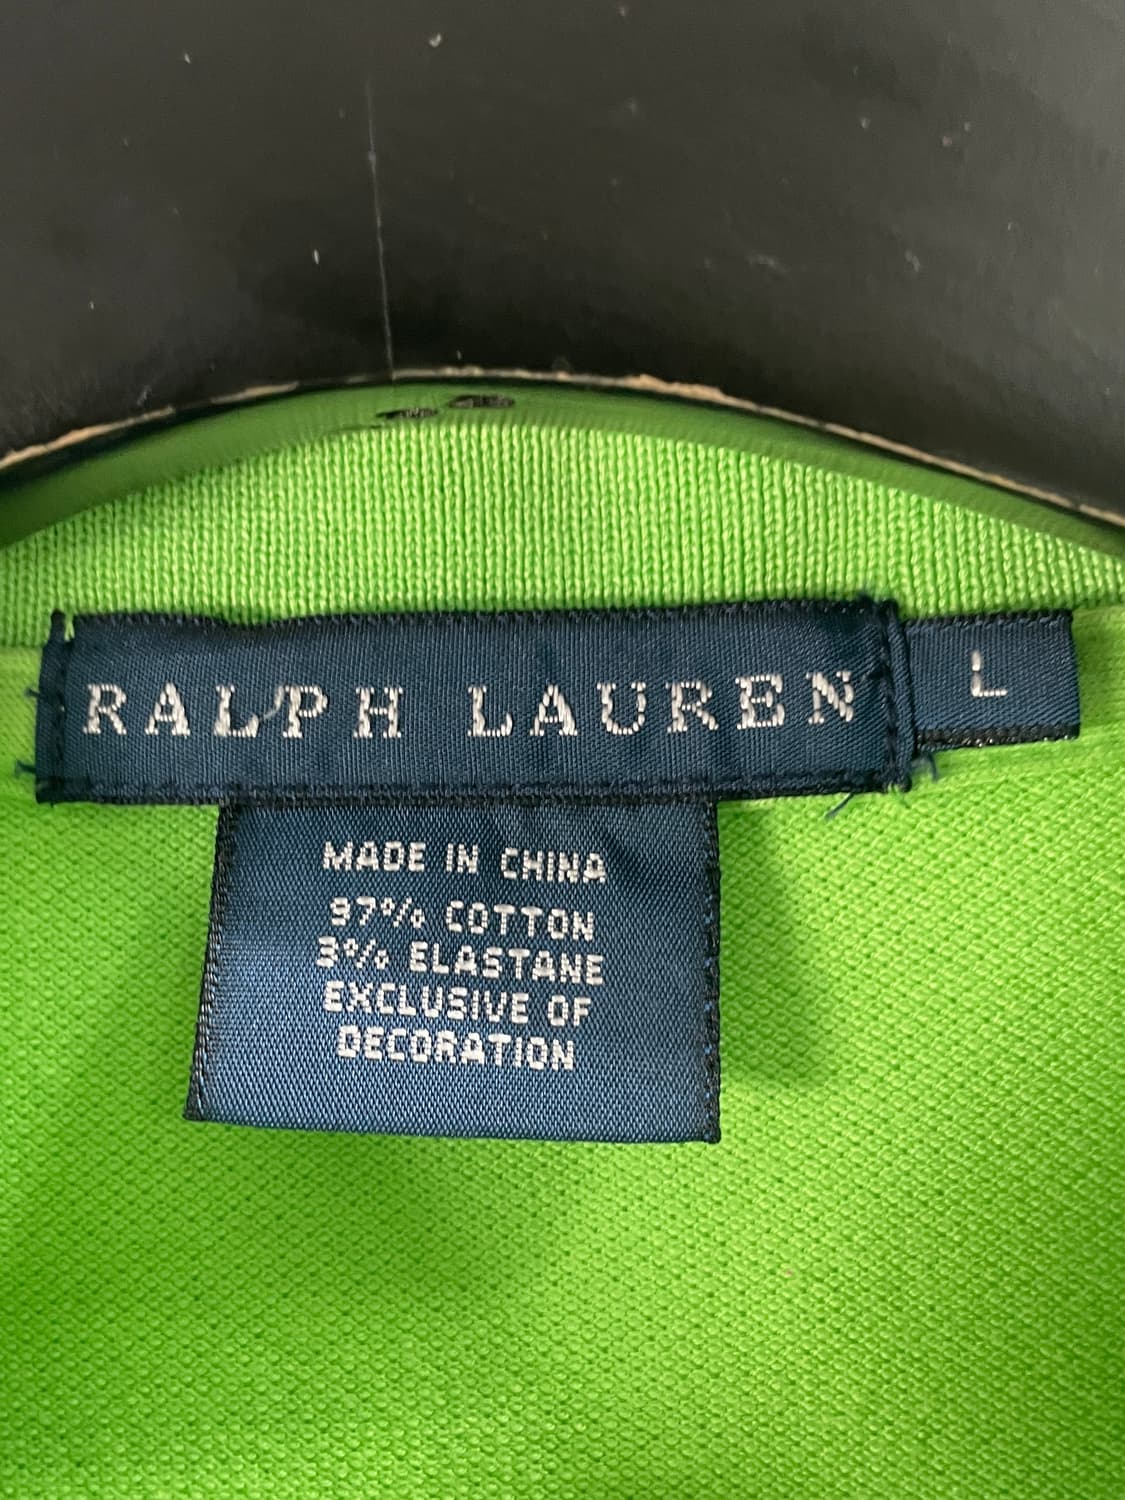 RALPH LAUREN
L
MADE IN CHINA
97% COTTON
3% ELASTANE
EXCLUSIVE OF
DECORATION